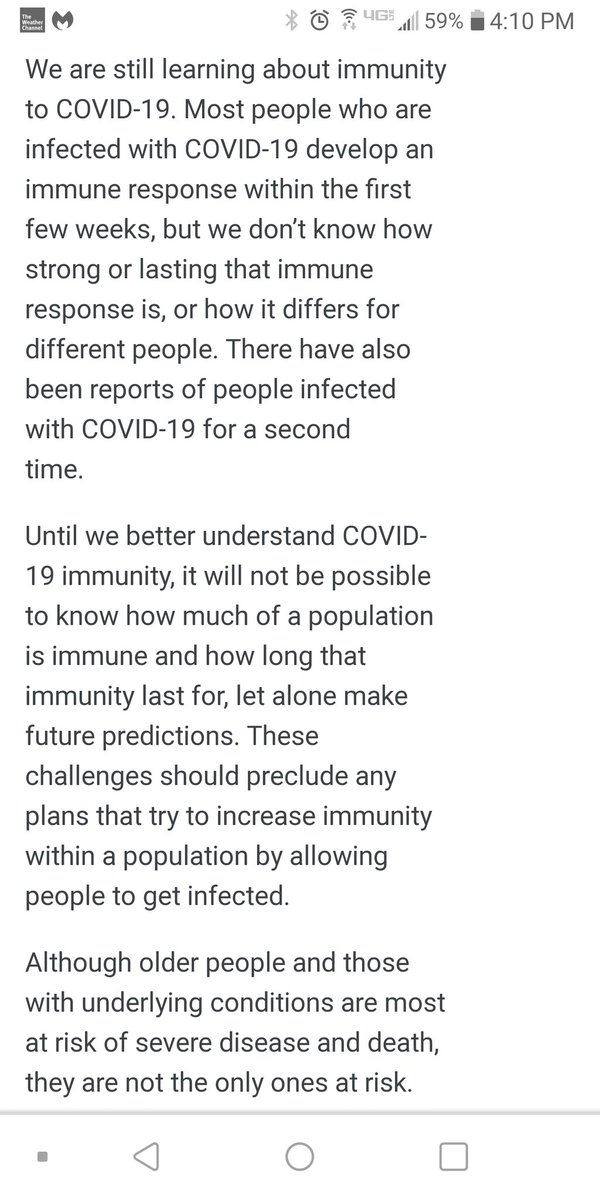 The
Weather
Channel
4G 59% 4:10 PM
We are still learning about immunity
to COVID-19. Most people who are
infected with COVID-19 develop an
immune response within the first
few weeks, but we don’t know how
strong or lasting that immune
response is, or how it differs for
different people. There have also
been reports of people infected
with COVID-19 for a second
time.
Until we better understand COVID-
19 immunity, it will not be possible
to know how much of a population
is immune and how long that
immunity last for, let alone make
future predictions. These
challenges should preclude any
plans that try to increase immunity
within a population by allowing
people to get infected.
Although older people and those
with underlying conditions are most
at risk of severe disease and death,
they are not the only ones at risk.